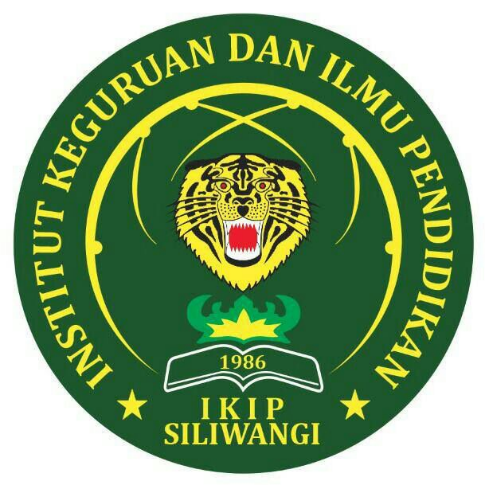 INSTITUT KEGURUAN DAN ILMU PENDIDIKAN
1986
IKIP
SILIWANGI